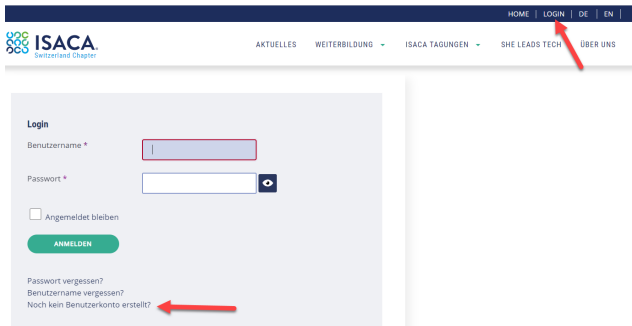 HOME | LOGIN | DE | EN |
ISACA.
Switzerland Chapter
AKTUELLES WEITERBILDUNG ISACA TAGUNGEN SHE LEADS TECH ÜBER UNS
Login
Benutzername *
Passwort *
Angemeldet bleiben
ANMELDEN
Passwort vergessen?
Benutzername vergessen?
Noch kein Benutzerkonto erstellt?